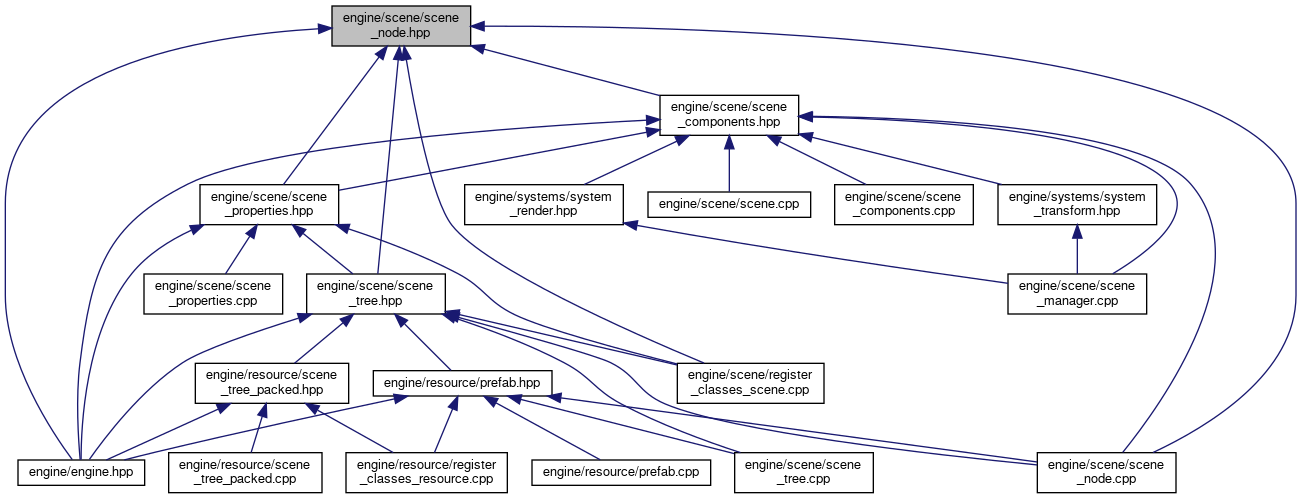 engine/scene/scene
_node.hpp
engine/scene/scene
_components.hpp
engine/scene/scene
_properties.hpp
engine/systems/system
_render.hpp
engine/scene/scene.cpp
engine/scene/scene
_components.cpp
engine/systems/system
_transform.hpp
engine/scene/scene
_properties.cpp
engine/scene/scene
_tree.hpp
engine/scene/scene
_manager.cpp
engine/resource/scene
_tree_packed.hpp
engine/resource/prefab.hpp
engine/scene/register
_classes_scene.cpp
engine/engine.hpp
engine/resource/scene
_tree_packed.cpp
engine/resource/register
_classes_resource.cpp
engine/resource/prefab.cpp
engine/scene/scene
_tree.cpp
engine/scene/scene
_node.cpp